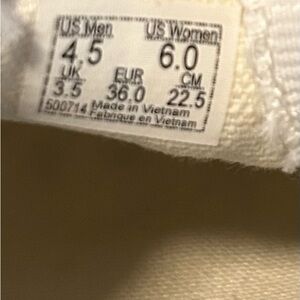 US Men US Women
4.5 6.0
UK EUR CM
3.5 36.0 22.5
500714 Made in Vietnam
Fabriqué en Vietnam